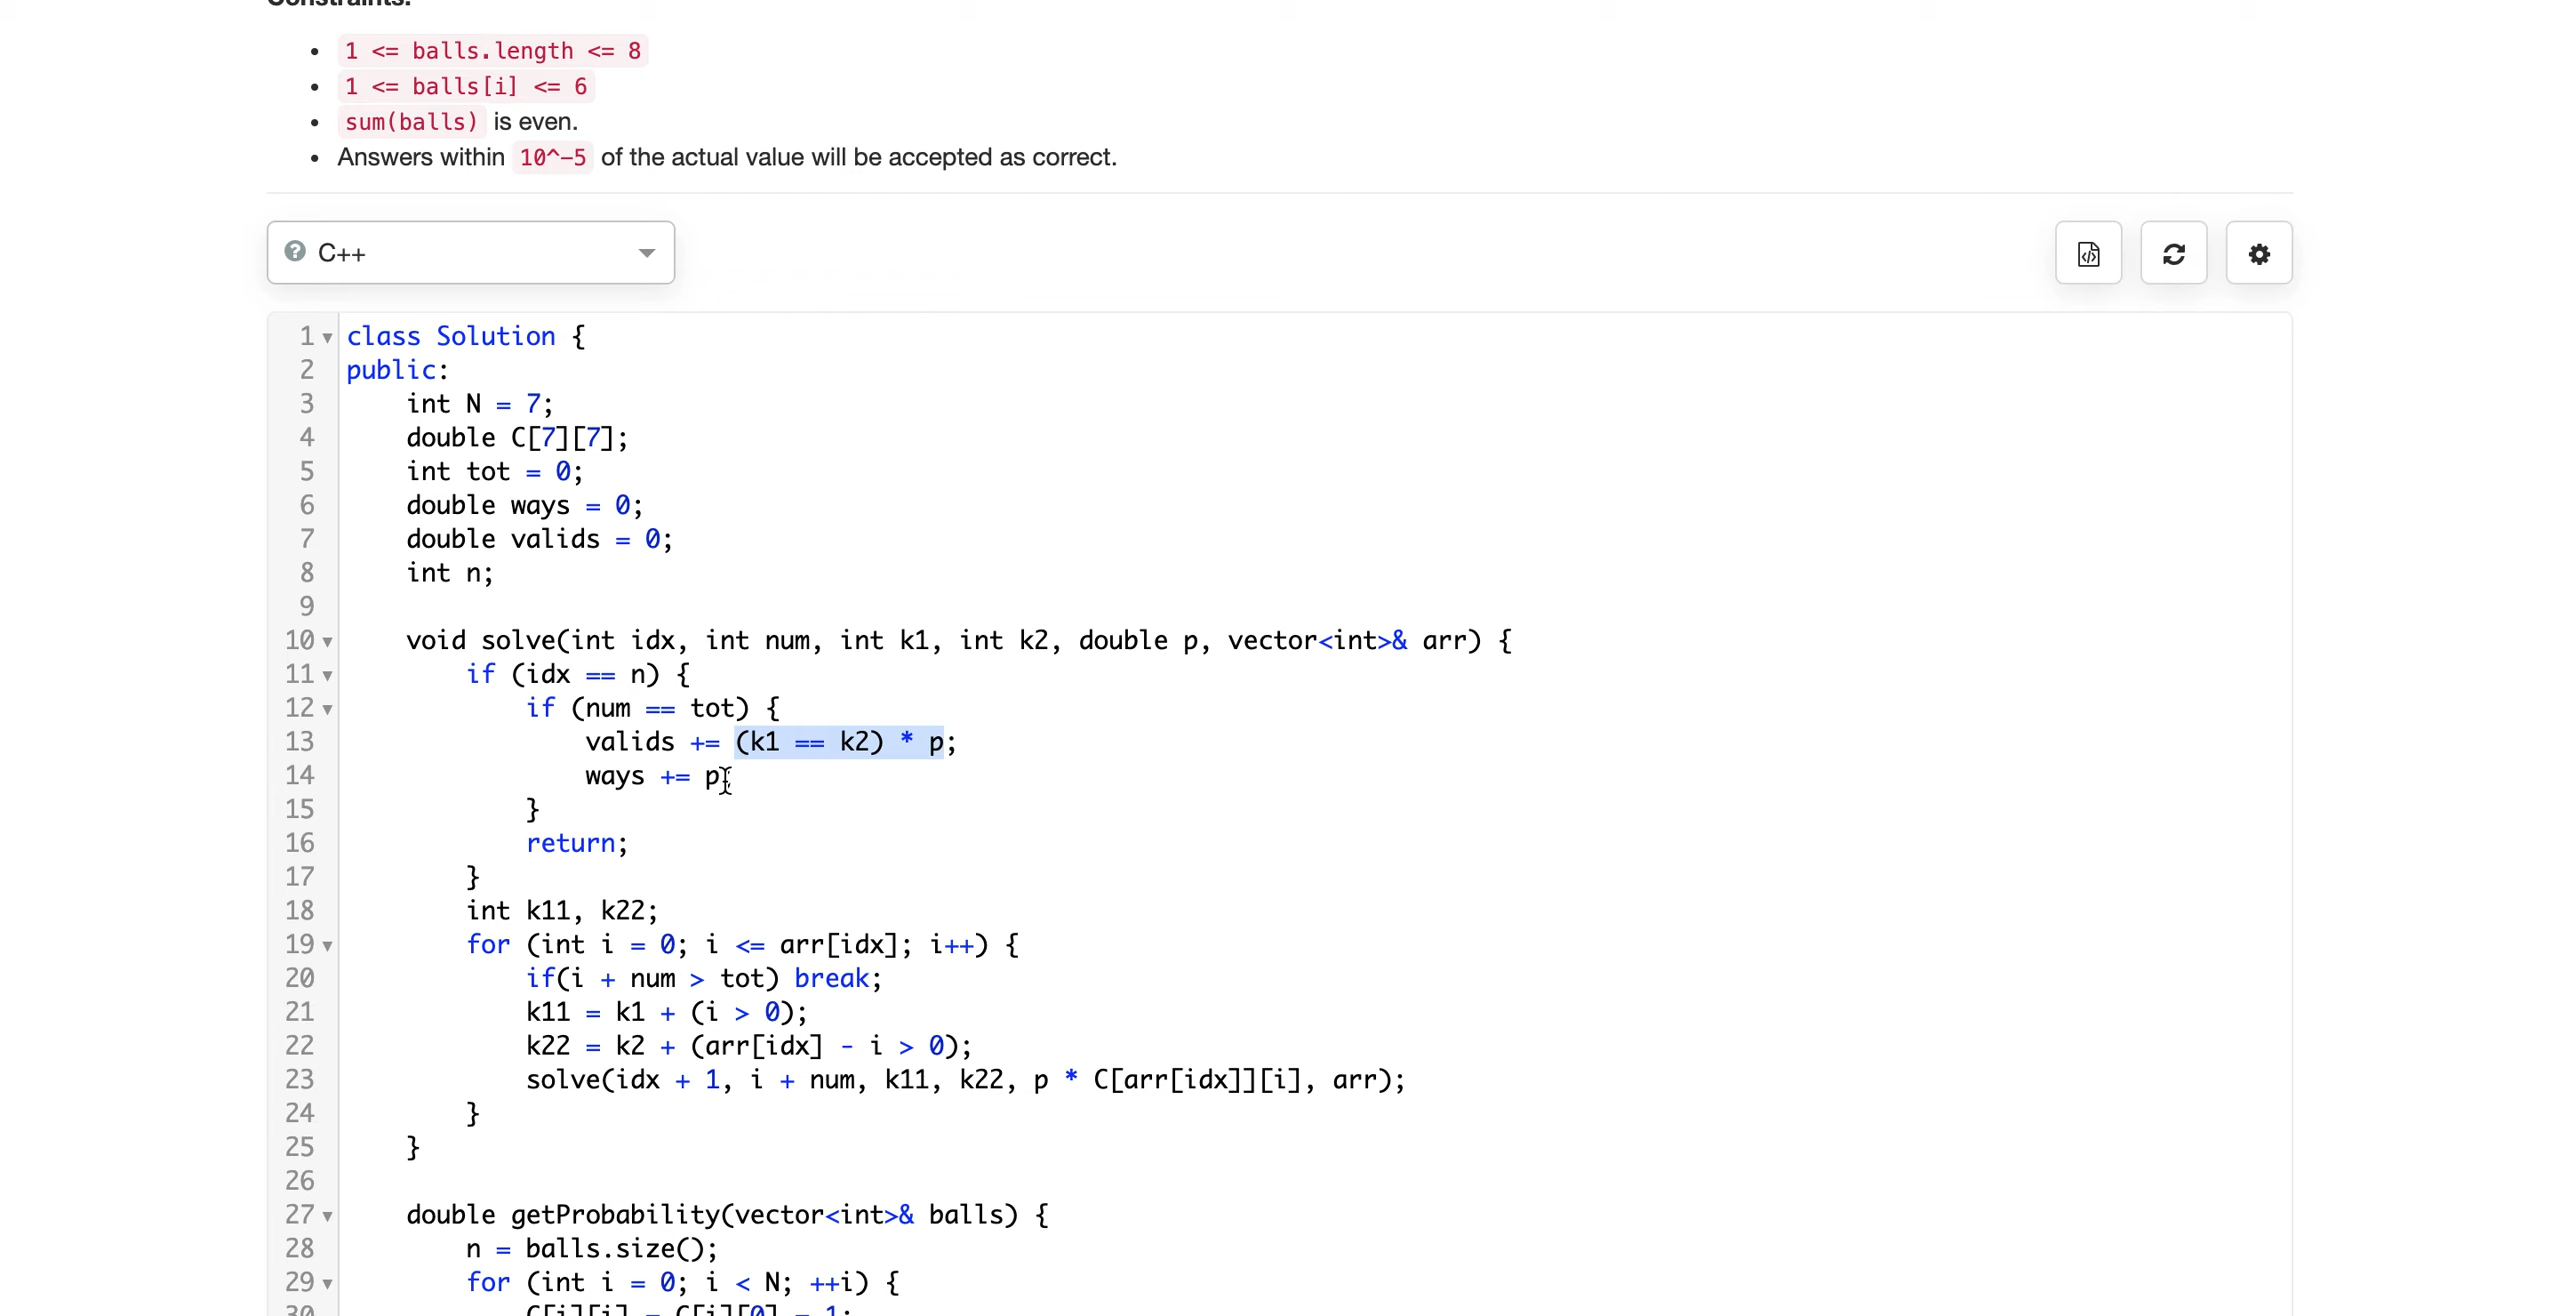 Constraints:
1 <= balls.length <= 8
1 <= balls[i] <= 6
sum(balls) is even.
Answers within 10^-5 of the actual value will be accepted as correct.
C++
1 class Solution {
2 public:
3 int N = 7;
4 double C[7][7];
5 int tot = 0;
6 double ways = 0;
7 double valids = 0;
8 int n;
9
10 void solve(int idx, int num, int k1, int k2, double p, vector<int>& arr) {
11 if (idx == n) {
12 if (num == tot) {
13 valids += (k1 == k2) * p;
14 ways += p;
15 }
16 return;
17 }
18 int k11, k22;
19 for (int i = 0; i <= arr[idx]; i++) {
20 if(i + num > tot) break;
21 k11 = k1 + (i > 0);
22 k22 = k2 + (arr[idx] - i > 0);
23 solve(idx + 1, i + num, k11, k22, p * C[arr[idx]][i], arr);
24 }
25 }
26
27 double getProbability(vector<int>& balls) {
28 n = balls.size();
29 for (int i = 0; i < N; ++i) {
30 C[i][i] = C[i][0] = 1;